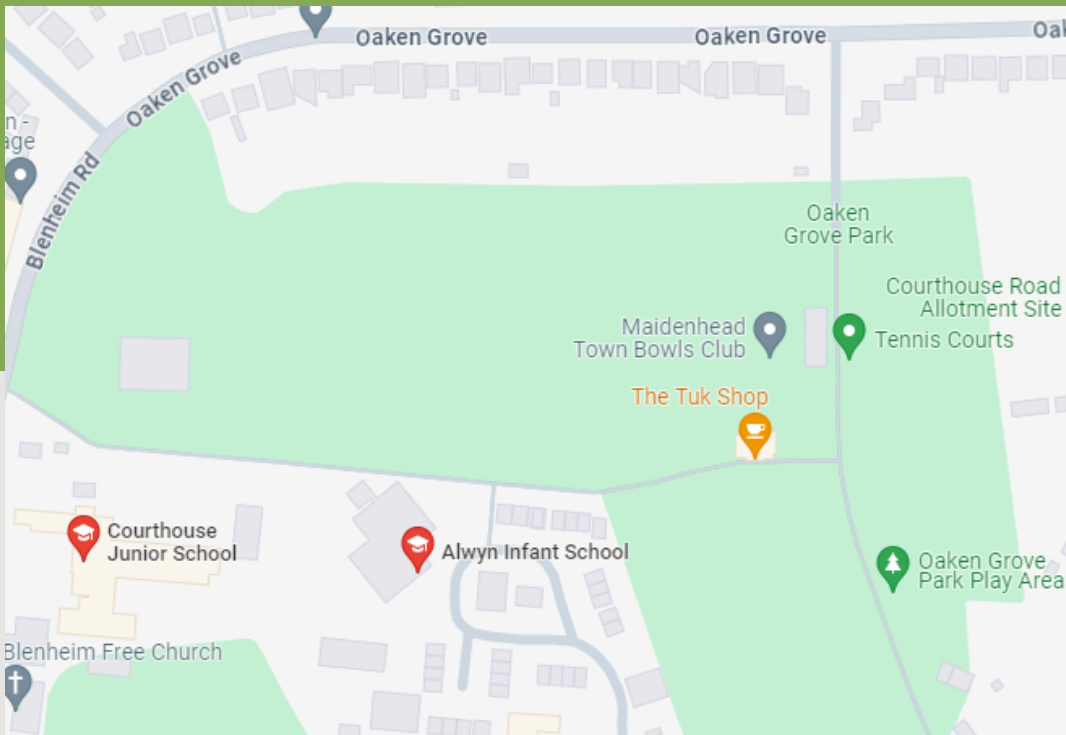 Oaken Grove
Oaken Grove
Oaken Grove
Blenheim Rd
Oaken
Grove Park
Courthouse Road
Allotment Site
Maidenhead
Town Bowls Club
Tennis Courts
The Tuk Shop
Courthouse
Junior School
Alwyn Infant School
Oaken Grove
Park Play Area
Blenheim Free Church